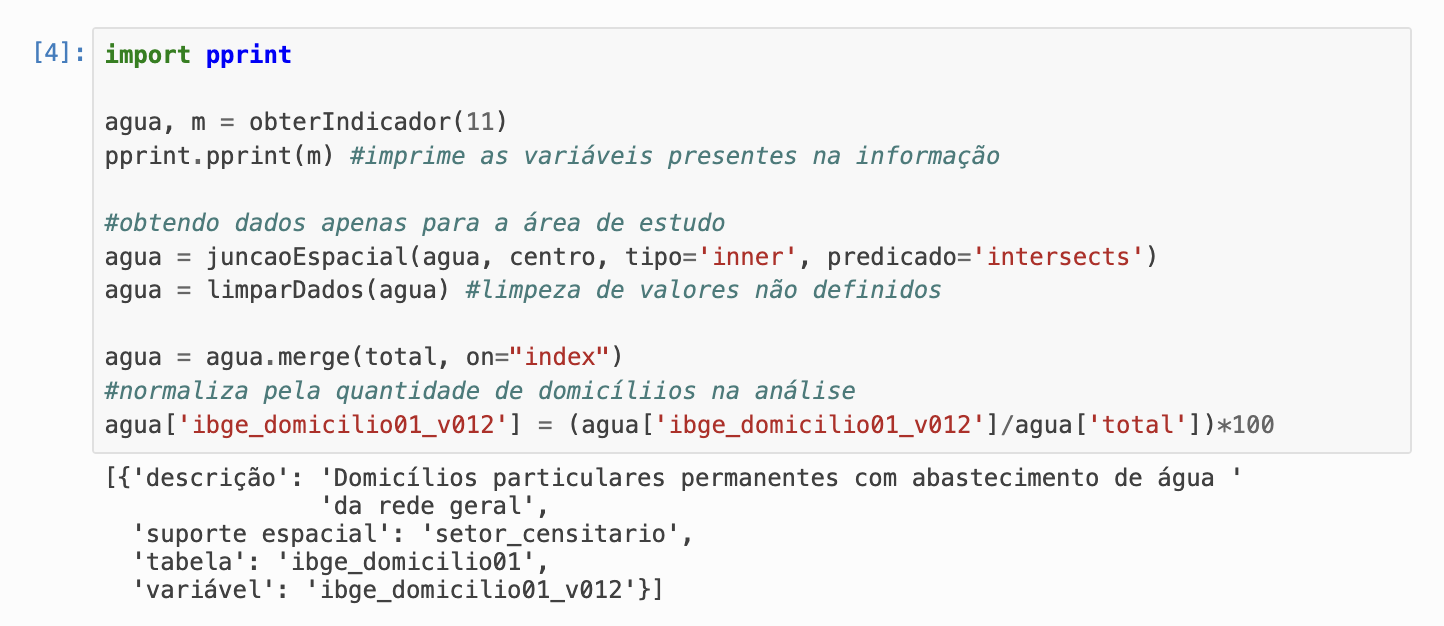 [4]: import pprint
agua, m = obterIndicador(11)
pprint.pprint(m) #imprime as variáveis presentes na informação
#obtendo dados apenas para a área de estudo
agua = juncaoEspacial(agua, centro, tipo='inner', predicado='intersects')
agua = limparDados(agua) #limpeza de valores não definidos
agua = agua.merge(total, on="index")
#normaliza pela quantidade de domicíliios na análise
agua['ibge_domicilio01_v012'] = (agua['ibge_domicilio01_v012']/agua['total'])*100
[{'descrição': 'Domicílios particulares permanentes com abastecimento de água '
'da rede geral',
'suporte espacial': 'setor_censitario',
'tabela': 'ibge_domicilio01',
'variável': 'ibge_domicilio01_v012'}]